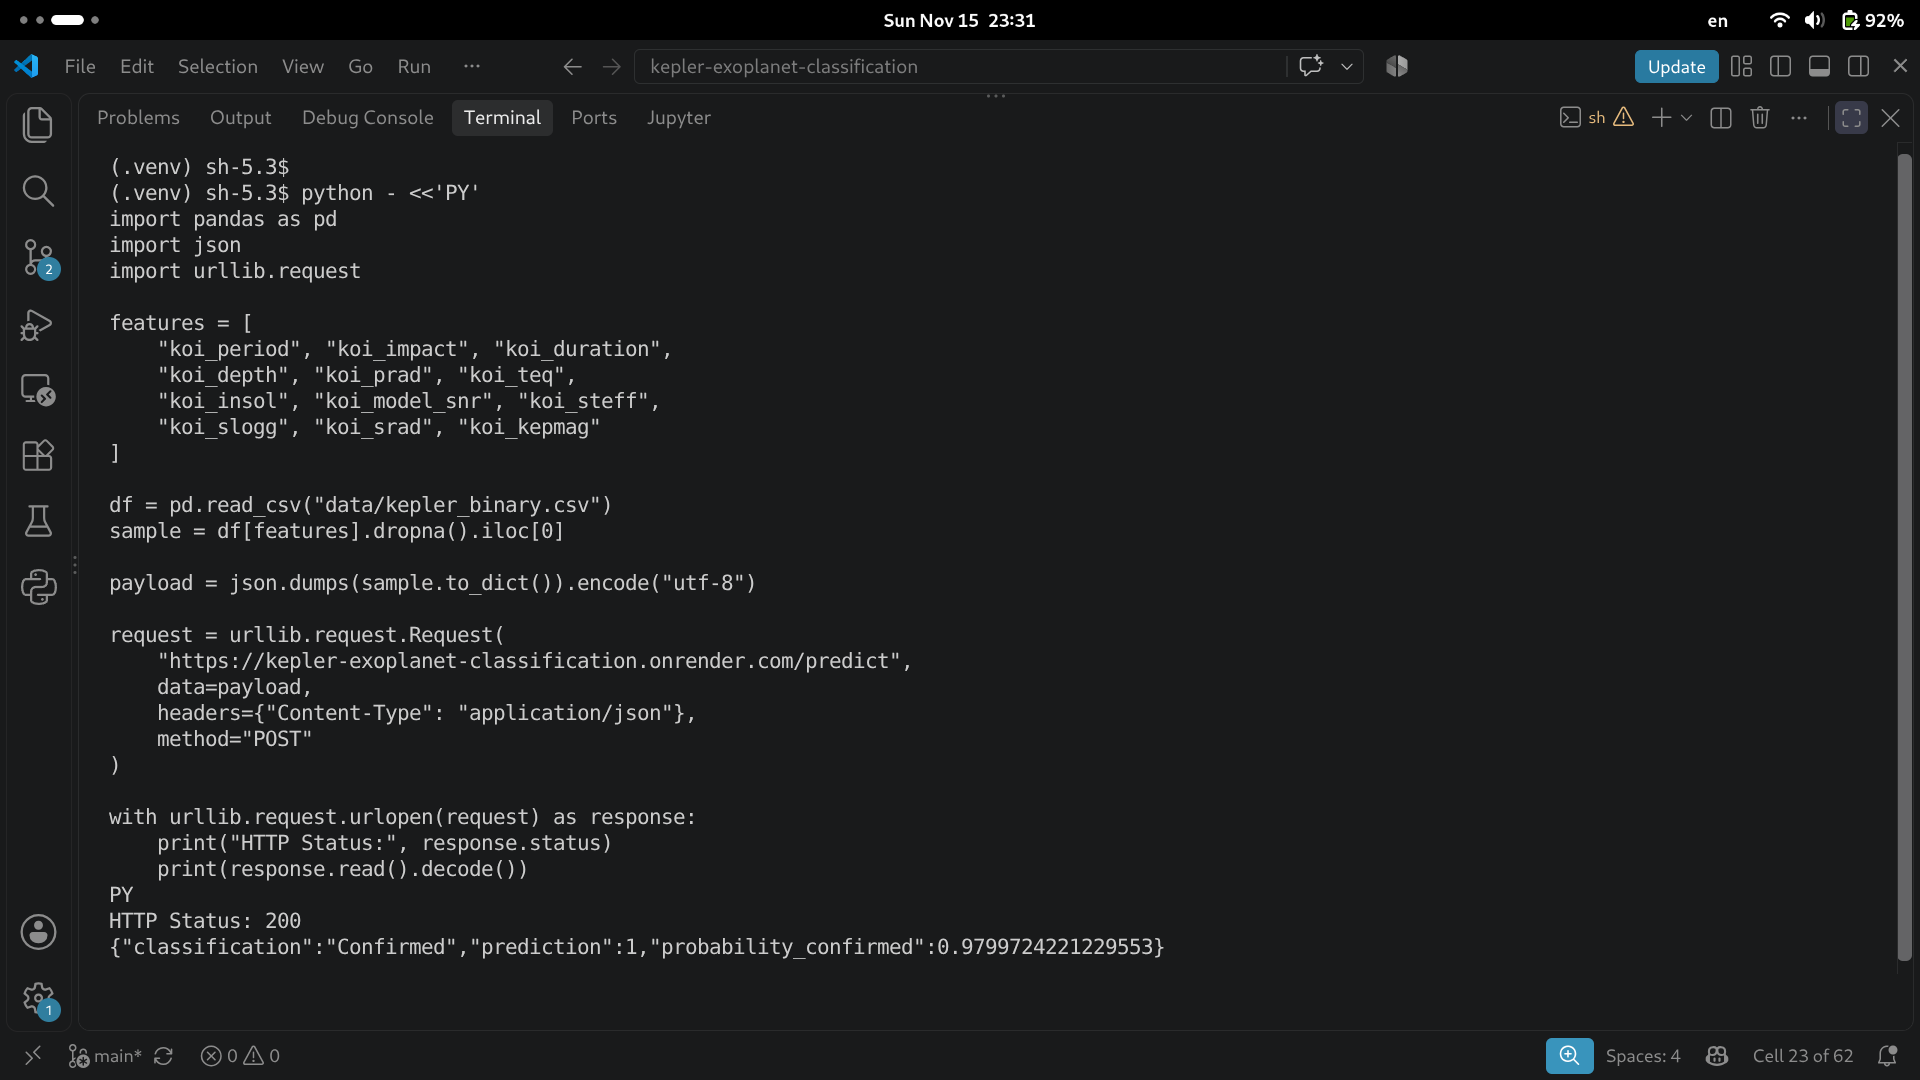 Sun Nov 15 23:31
en
92%
File Edit Selection View Go Run ···
kepler-exoplanet-classification
Update
Problems Output Debug Console Terminal Ports Jupyter
sh
(.venv) sh-5.3$
(.venv) sh-5.3$ python - <<'PY'
import pandas as pd
import json
import urllib.request

features = [
    "koi_period", "koi_impact", "koi_duration",
    "koi_depth", "koi_prad", "koi_teq",
    "koi_insol", "koi_model_snr", "koi_steff",
    "koi_slogg", "koi_srad", "koi_kepmag"
]

df = pd.read_csv("data/kepler_binary.csv")
sample = df[features].dropna().iloc[0]

payload = json.dumps(sample.to_dict()).encode("utf-8")

request = urllib.request.Request(
    "https://kepler-exoplanet-classification.onrender.com/predict",
    data=payload,
    headers={"Content-Type": "application/json"},
    method="POST"
)

with urllib.request.urlopen(request) as response:
    print("HTTP Status:", response.status)
    print(response.read().decode())
PY
HTTP Status: 200
{"classification":"Confirmed","prediction":1,"probability_confirmed":0.9799724221229553}
2
1
main* 0 0
Spaces: 4
Cell 23 of 62